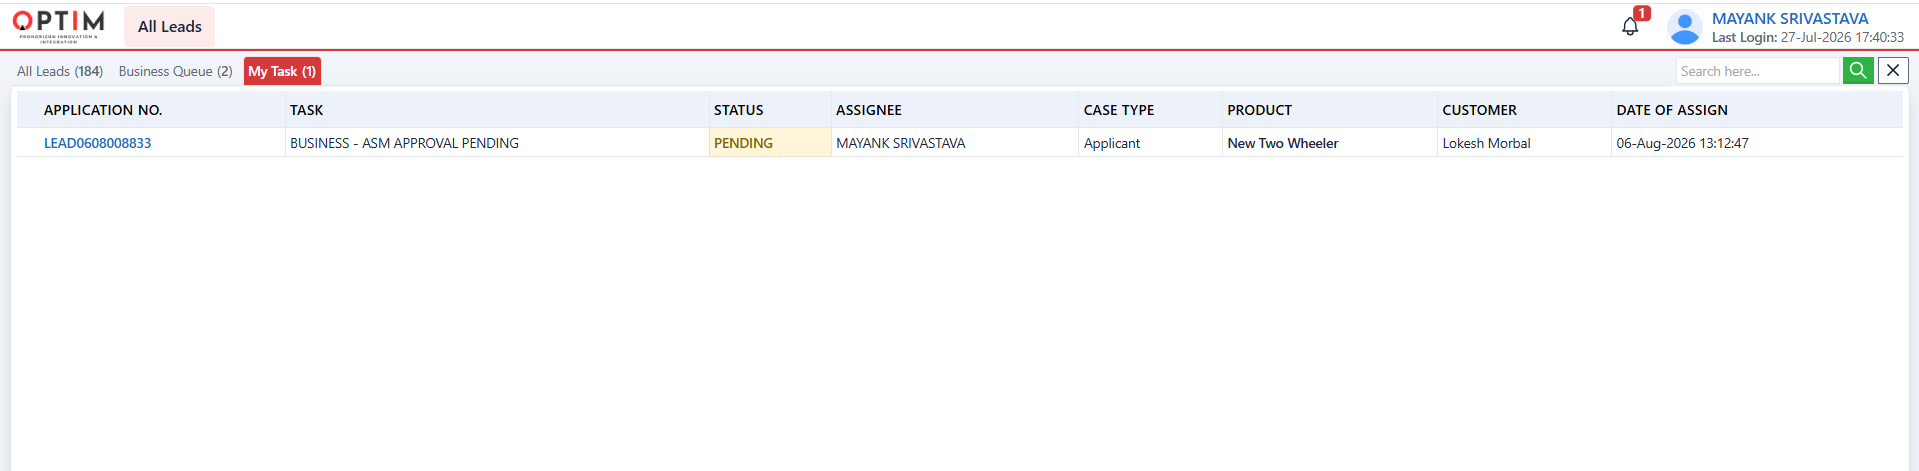 OPTIM
PROHORIZON INNOVATION &
INTEGRATION
All Leads
1
MAYANK SRIVASTAVA
Last Login: 27-Jul-2026 17:40:33
All Leads (184) Business Queue (2) My Task (1) Search here...
APPLICATION NO. TASK STATUS ASSIGNEE CASE TYPE PRODUCT CUSTOMER DATE OF ASSIGN
LEAD0608008833 BUSINESS - ASM APPROVAL PENDING PENDING MAYANK SRIVASTAVA Applicant New Two Wheeler Lokesh Morbal 06-Aug-2026 13:12:47